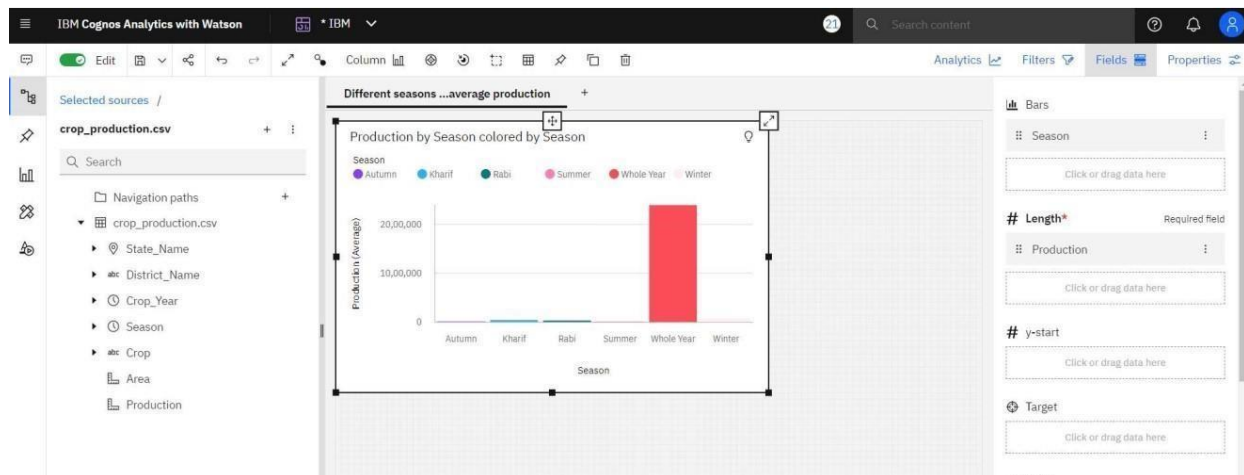 IBM Cognos Analytics with Watson
* IBM
21
Search content
Edit
Column
Analytics
Filters
Fields
Properties
Selected sources /
crop_production.csv
Search
Navigation paths
crop_production.csv
State_Name
abc District_Name
Crop_Year
Season
abc Crop
Area
Production
Different seasons ...average production
Production by Season colored by Season
Season
Autumn Kharif Rabi Summer Whole Year Winter
Production (Average)
20,00,000
10,00,000
0
Autumn Kharif Rabi Summer Whole Year Winter
Season
Bars
Season
Click or drag data here
# Length* Required field
Production
Click or drag data here
# y-start
Click or drag data here
Target
Click or drag data here